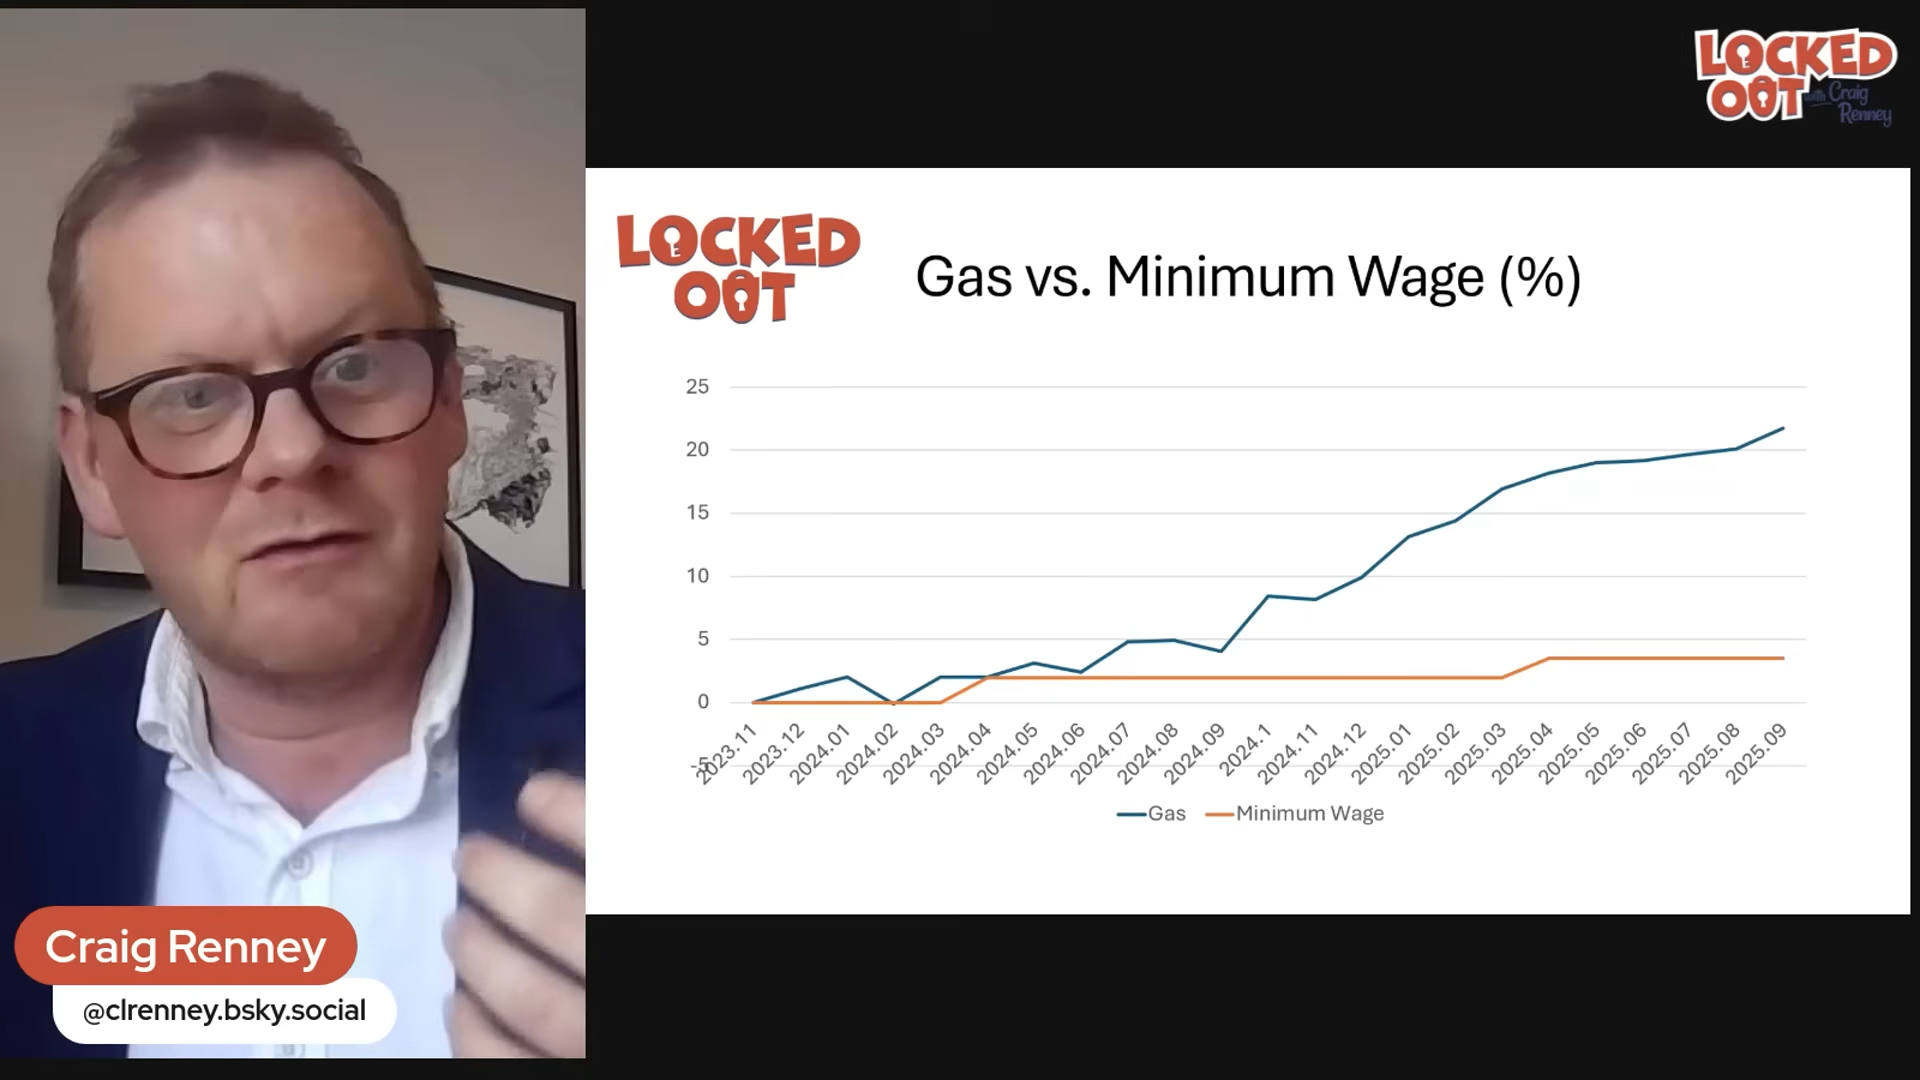 LOCKED
OUT
with Craig
Renney
LOCKED
OUT
Gas vs. Minimum Wage (%)
25
20
15
10
5
0
-5
2023.11
2023.12
2024.01
2024.02
2024.03
2024.04
2024.05
2024.06
2024.07
2024.08
2024.09
2024.1
2024.11
2024.12
2025.01
2025.02
2025.03
2025.04
2025.05
2025.06
2025.07
2025.08
2025.09
Gas
Minimum Wage
Craig Renney
@clrenney.bsky.social